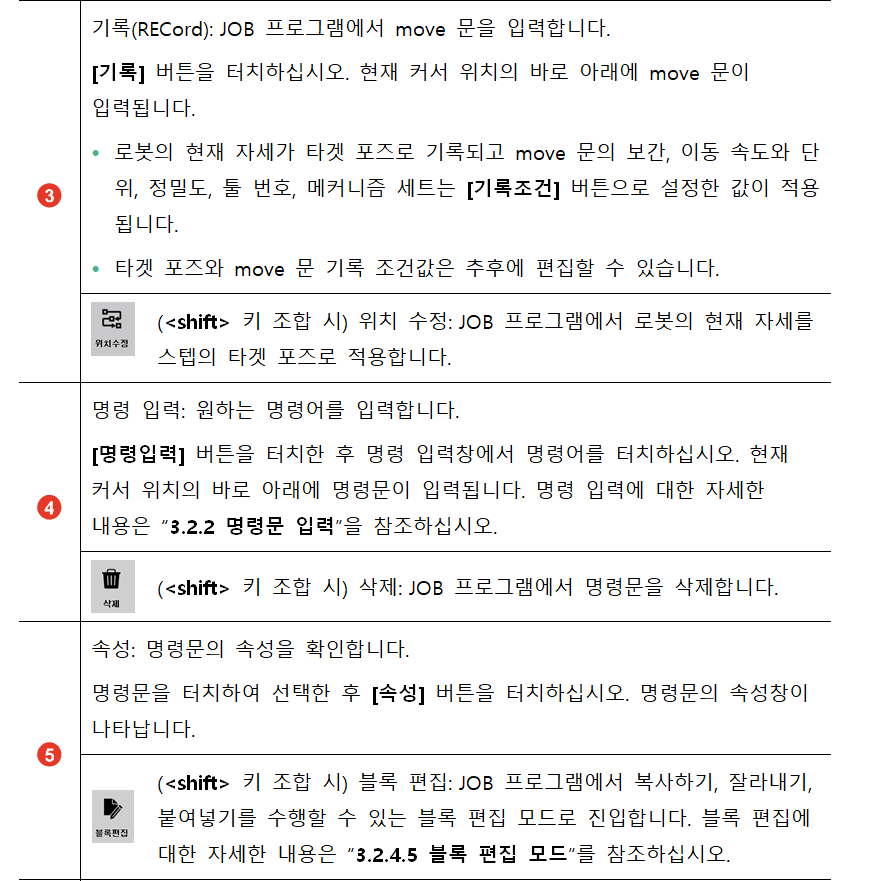 기록(RECord): JOB 프로그램에서 move 문을 입력합니다.
[기록] 버튼을 터치하십시오. 현재 커서 위치의 바로 아래에 move 문이
입력됩니다.
3
• 로봇의 현재 자세가 타겟 포즈로 기록되고 move 문의 보간, 이동 속도와 단
위, 정밀도, 툴 번호, 메커니즘 세트는 [기록조건] 버튼으로 설정한 값이 적용
됩니다.
• 타겟 포즈와 move 문 기록 조건값은 추후에 편집할 수 있습니다.
위치수정
(<shift> 키 조합 시) 위치 수정: JOB 프로그램에서 로봇의 현재 자세를
스텝의 타겟 포즈로 적용합니다.
명령 입력: 원하는 명령어를 입력합니다.
[명령입력] 버튼을 터치한 후 명령 입력창에서 명령어를 터치하십시오. 현재
4
커서 위치의 바로 아래에 명령문이 입력됩니다. 명령 입력에 대한 자세한
내용은 “3.2.2 명령문 입력”을 참조하십시오.
삭제
(<shift> 키 조합 시) 삭제: JOB 프로그램에서 명령문을 삭제합니다.
속성: 명령문의 속성을 확인합니다.
명령문을 터치하여 선택한 후 [속성] 버튼을 터치하십시오. 명령문의 속성창이
나타납니다.
5
블록편집
(<shift> 키 조합 시) 블록 편집: JOB 프로그램에서 복사하기, 잘라내기,
붙여넣기를 수행할 수 있는 블록 편집 모드로 진입합니다. 블록 편집에
대한 자세한 내용은 “3.2.4.5 블록 편집 모드”를 참조하십시오.